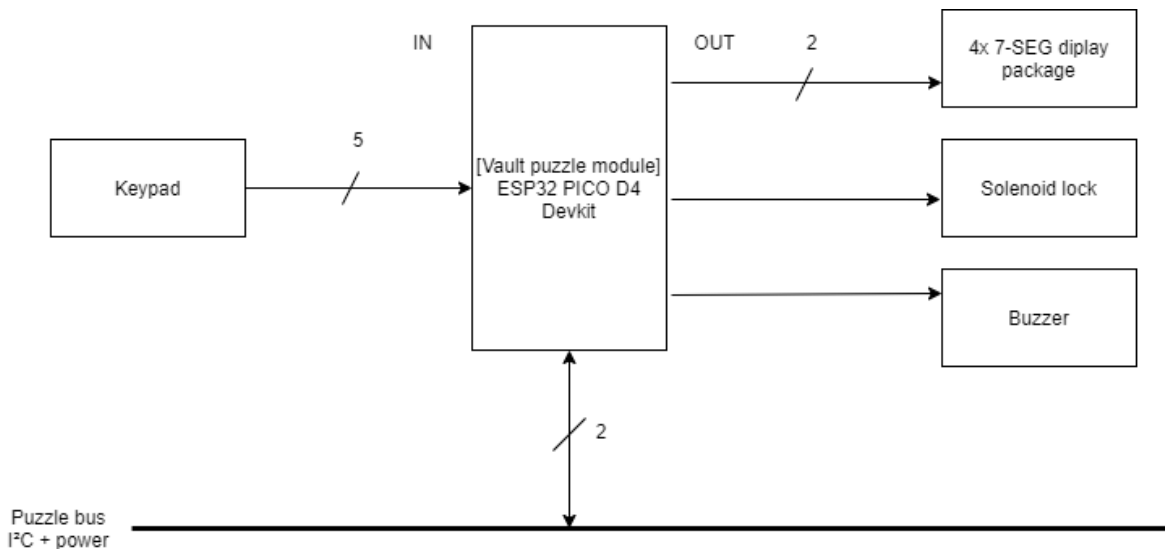 IN
OUT
2
4x 7-SEG diplay
package
5
Keypad
[Vault puzzle module]
ESP32 PICO D4
Devkit
Solenoid lock
Buzzer
2
Puzzle bus
I²C + power